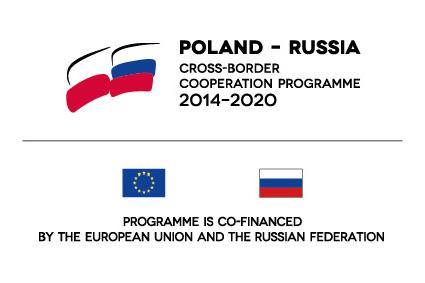 POLAND – RUSSIA
CROSS-BORDER
COOPERATION PROGRAMME
2014–2020
PROGRAMME IS CO-FINANCED
BY THE EUROPEAN UNION AND THE RUSSIAN FEDERATION